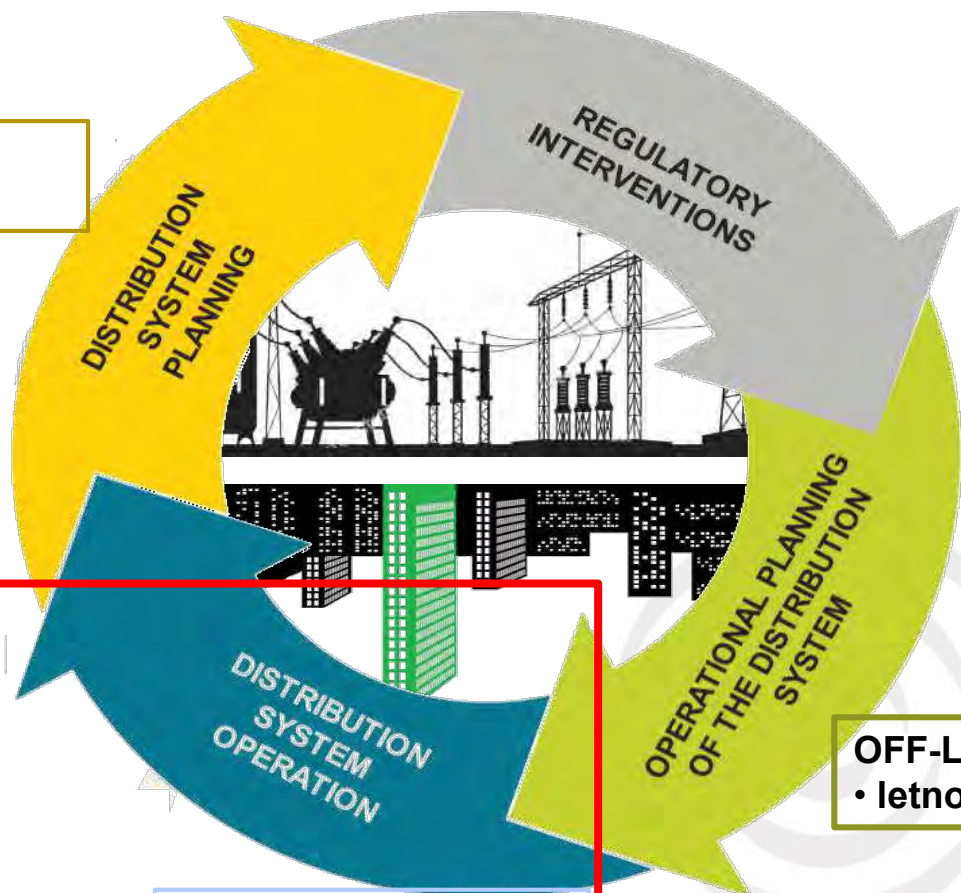 REGULATORY
INTERVENTIONS
DISTRIBUTION
SYSTEM
PLANNING
OPERATIONAL PLANNING
OF THE DISTRIBUTION
SYSTEM
DISTRIBUTION
SYSTEM
OPERATION
OFF-L
• letno